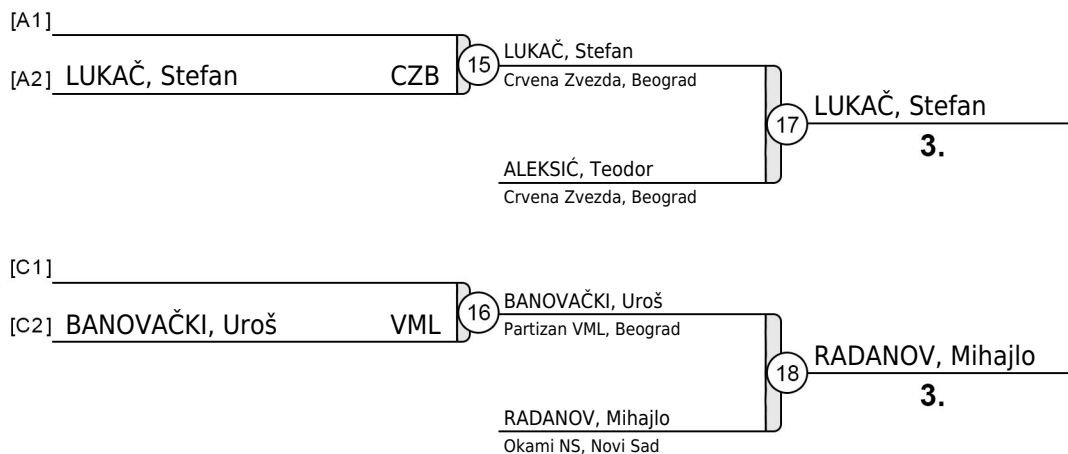 [A1]
[A2] LUKAČ, Stefan CZB
15
LUKAČ, Stefan
Crvena Zvezda, Beograd
ALEKSIĆ, Teodor
Crvena Zvezda, Beograd
17
LUKAČ, Stefan
3.
[C1]
[C2] BANOVAČKI, Uroš VML
16
BANOVAČKI, Uroš
Partizan VML, Beograd
RADANOV, Mihajlo
Okami NS, Novi Sad
18
RADANOV, Mihajlo
3.